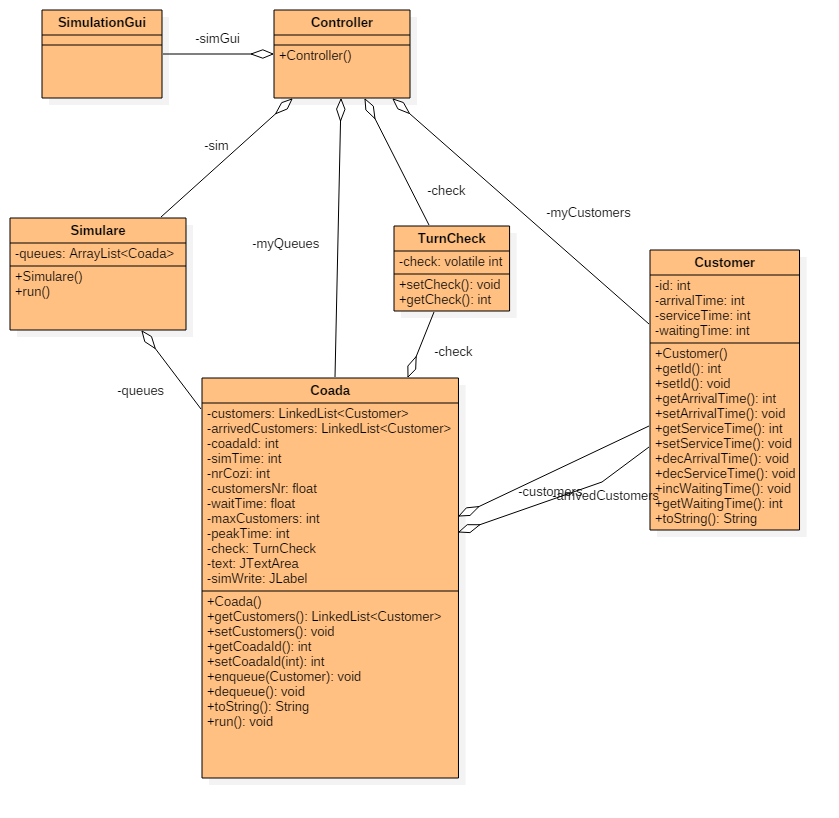 SimulationGui
Controller
+Controller()
-simGui
-sim
-myQueues
-check
-myCustomers
Simulare
-queues: ArrayList<Coada>
+Simulare()
+run()
TurnCheck
-check: volatile int
+setCheck(): void
+getCheck(): int
Customer
-id: int
-arrivalTime: int
-serviceTime: int
-waitingTime: int
+Customer()
+getId(): int
+setId(): void
+getArrivalTime(): int
+setArrivalTime(): void
+getServiceTime(): int
+setServiceTime(): void
+decArrivalTime(): void
+decServiceTime(): void
+incWaitingTime(): void
+getWaitingTime(): int
+toString(): String
-queues
-check
Coada
-customers: LinkedList<Customer>
-arrivedCustomers: LinkedList<Customer>
-coadaId: int
-simTime: int
-nrCozi: int
-customersNr: float
-waitTime: float
-maxCustomers: int
-peakTime: int
-check: TurnCheck
-text: JTextArea
-simWrite: JLabel
+Coada()
+getCustomers(): LinkedList<Customer>
+setCustomers(): void
+getCoadaId(): int
+setCoadaId(int): int
+enqueue(Customer): void
+dequeue(): void
+toString(): String
+run(): void
-customers
-arrivedCustomers